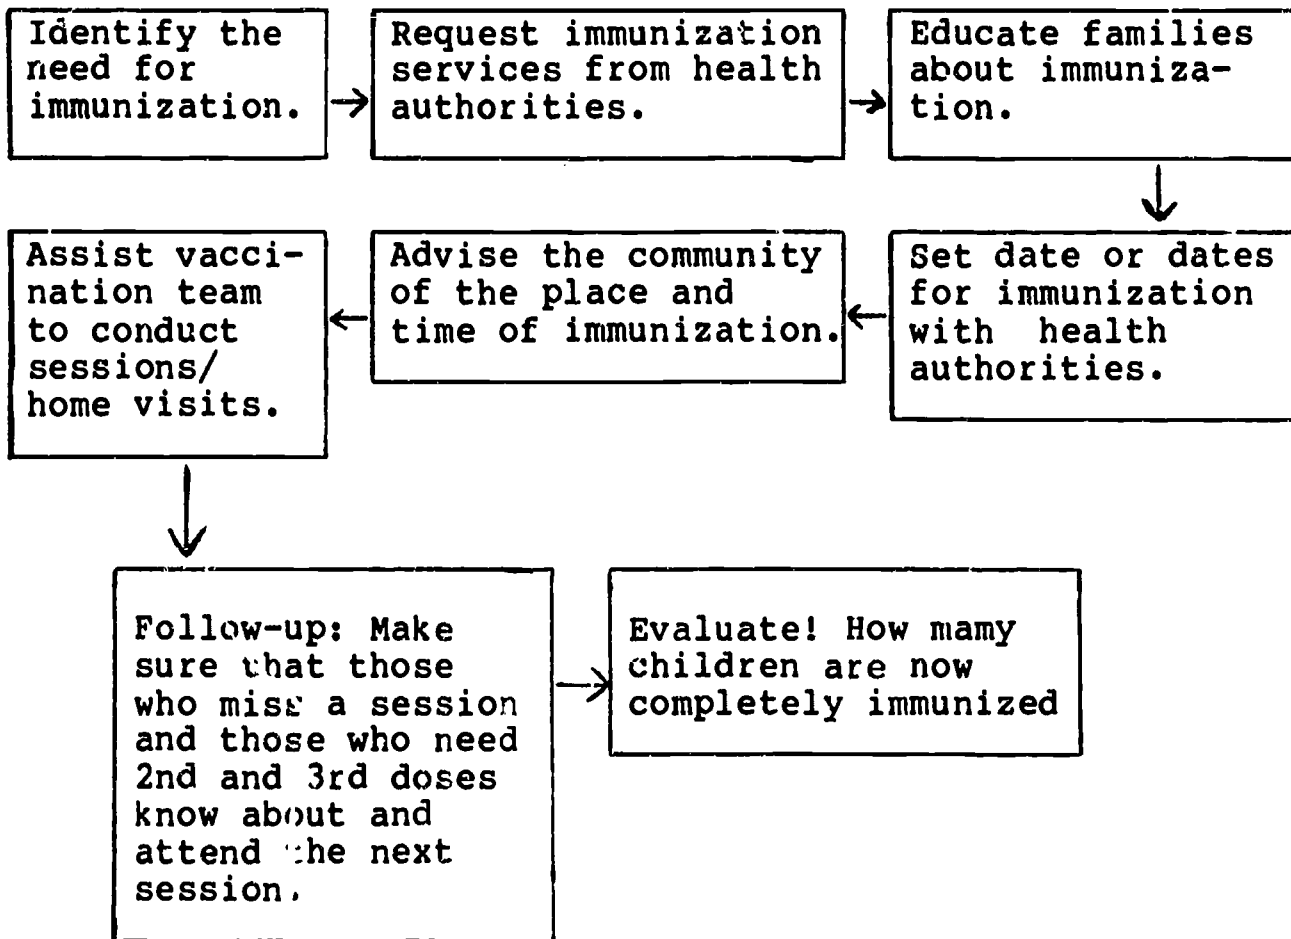 Identify the
need for
immunization.
Request immunization
services from health
authorities.
Educate families
about immuniza-
tion.
Set date or dates
for immunization
with health
authorities.
Advise the community
of the place and
time of immunization.
Assist vacci-
nation team
to conduct
sessions/
home visits.
Follow-up: Make
sure that those
who miss a session
and those who need
2nd and 3rd doses
know about and
attend the next
session.
Evaluate! How mamy
children are now
completely immunized